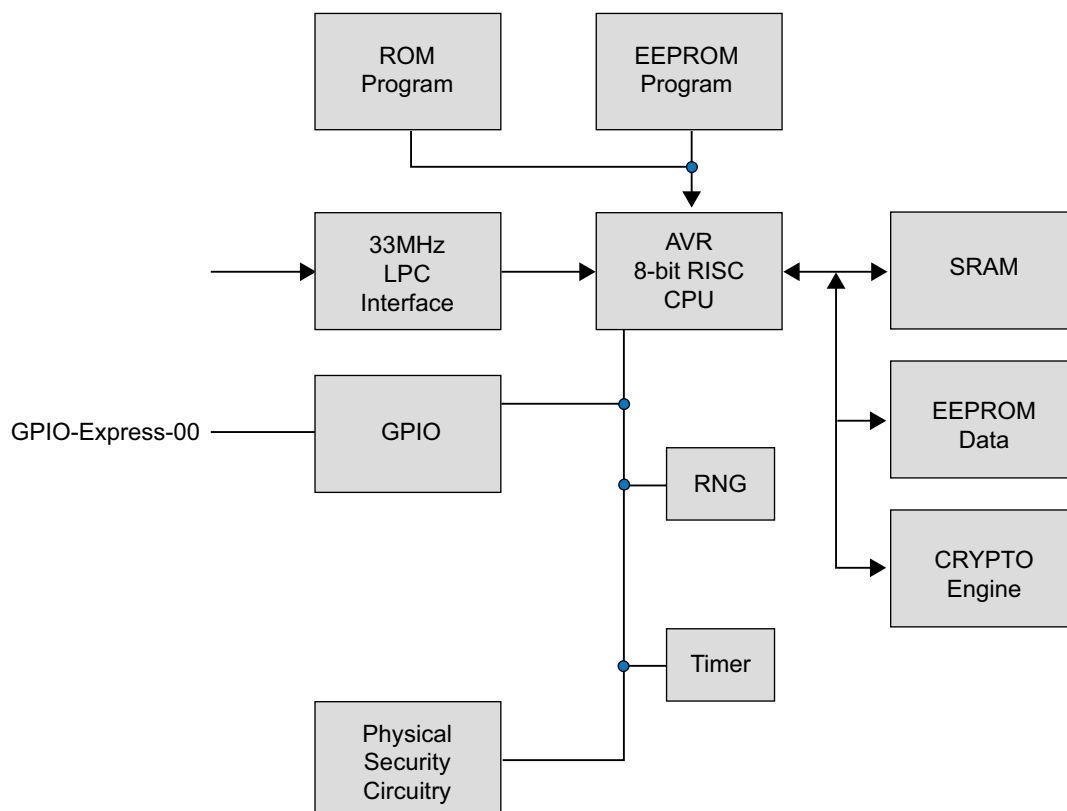 ROM
Program
EEPROM
Program
33MHz
LPC
Interface
AVR
8-bit RISC
CPU
SRAM
GPIO-Express-00
GPIO
EEPROM
Data
RNG
CRYPTO
Engine
Timer
Physical
Security
Circuitry